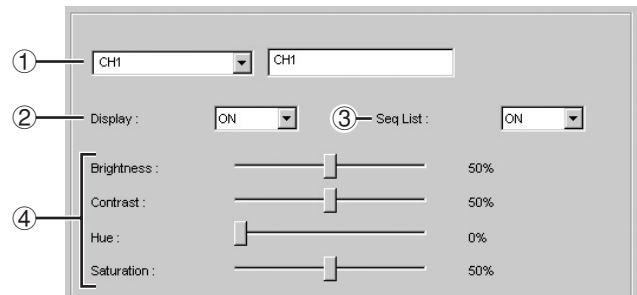 ① CH1 CH1
② Display : ON ③ Seq List : ON
④
Brightness : 50%
Contrast : 50%
Hue : 0%
Saturation : 50%